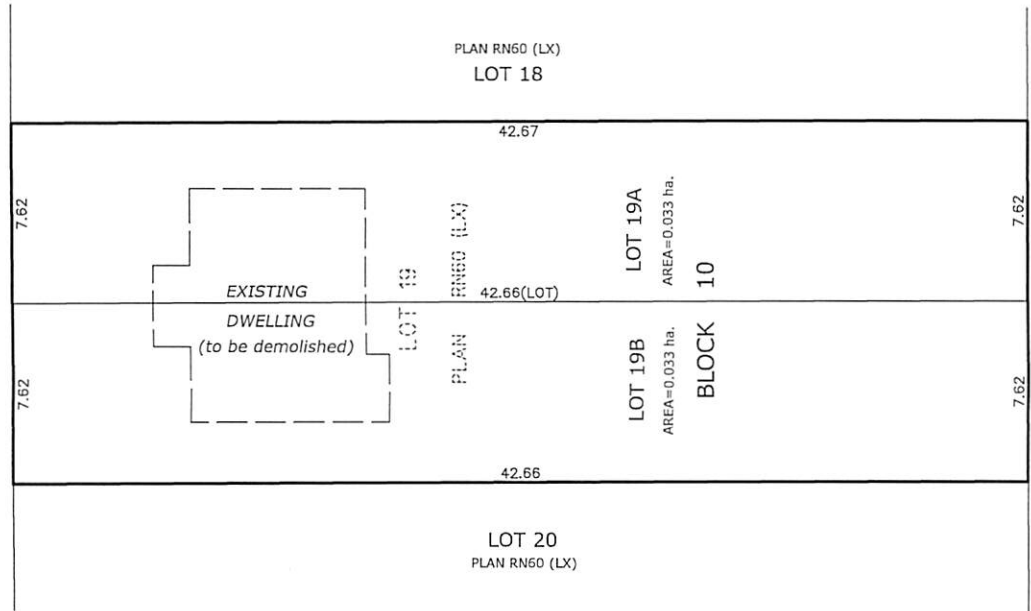 PLAN RN60 (LX)
LOT 18
42.67
7.62
7.62
LOT 19A
AREA=0.033 ha.
EXISTING
DWELLING
(to be demolished)
LOT 19
PLAN RN60 (LX)
42.66(LOT)
BLOCK 10
LOT 19B
AREA=0.033 ha.
7.62
7.62
42.66
LOT 20
PLAN RN60 (LX)